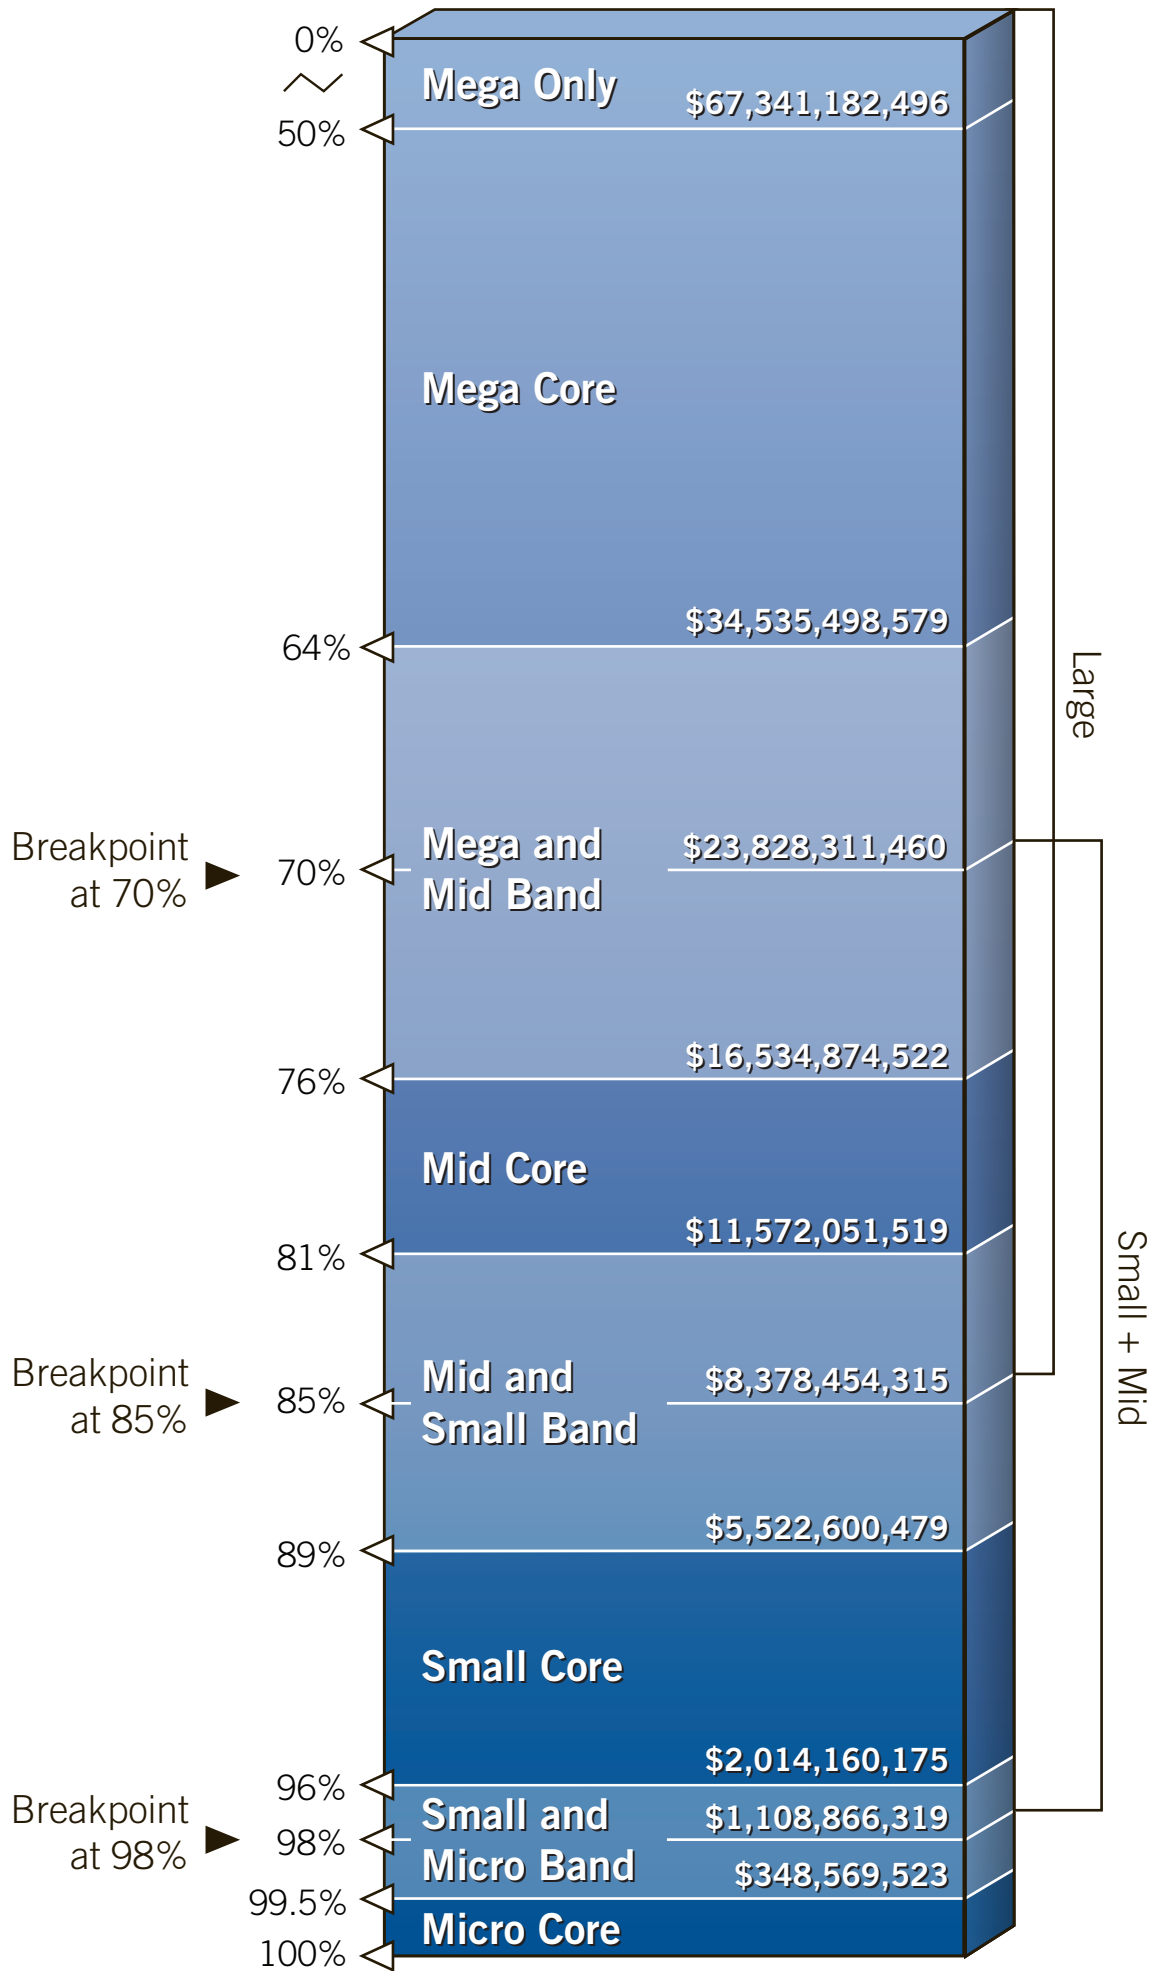 0%
Mega Only
$67,341,182,496
50%
Mega Core
$34,535,498,579
64%
Large
Breakpoint
at 70%
70%
Mega and
Mid Band
$23,828,311,460
$16,534,874,522
76%
Mid Core
$11,572,051,519
81%
Small + Mid
Breakpoint
at 85%
85%
Mid and
Small Band
$8,378,454,315
$5,522,600,479
89%
Small Core
$2,014,160,175
96%
Breakpoint
at 98%
98%
Small and
Micro Band
$1,108,866,319
$348,569,523
99.5%
Micro Core
100%